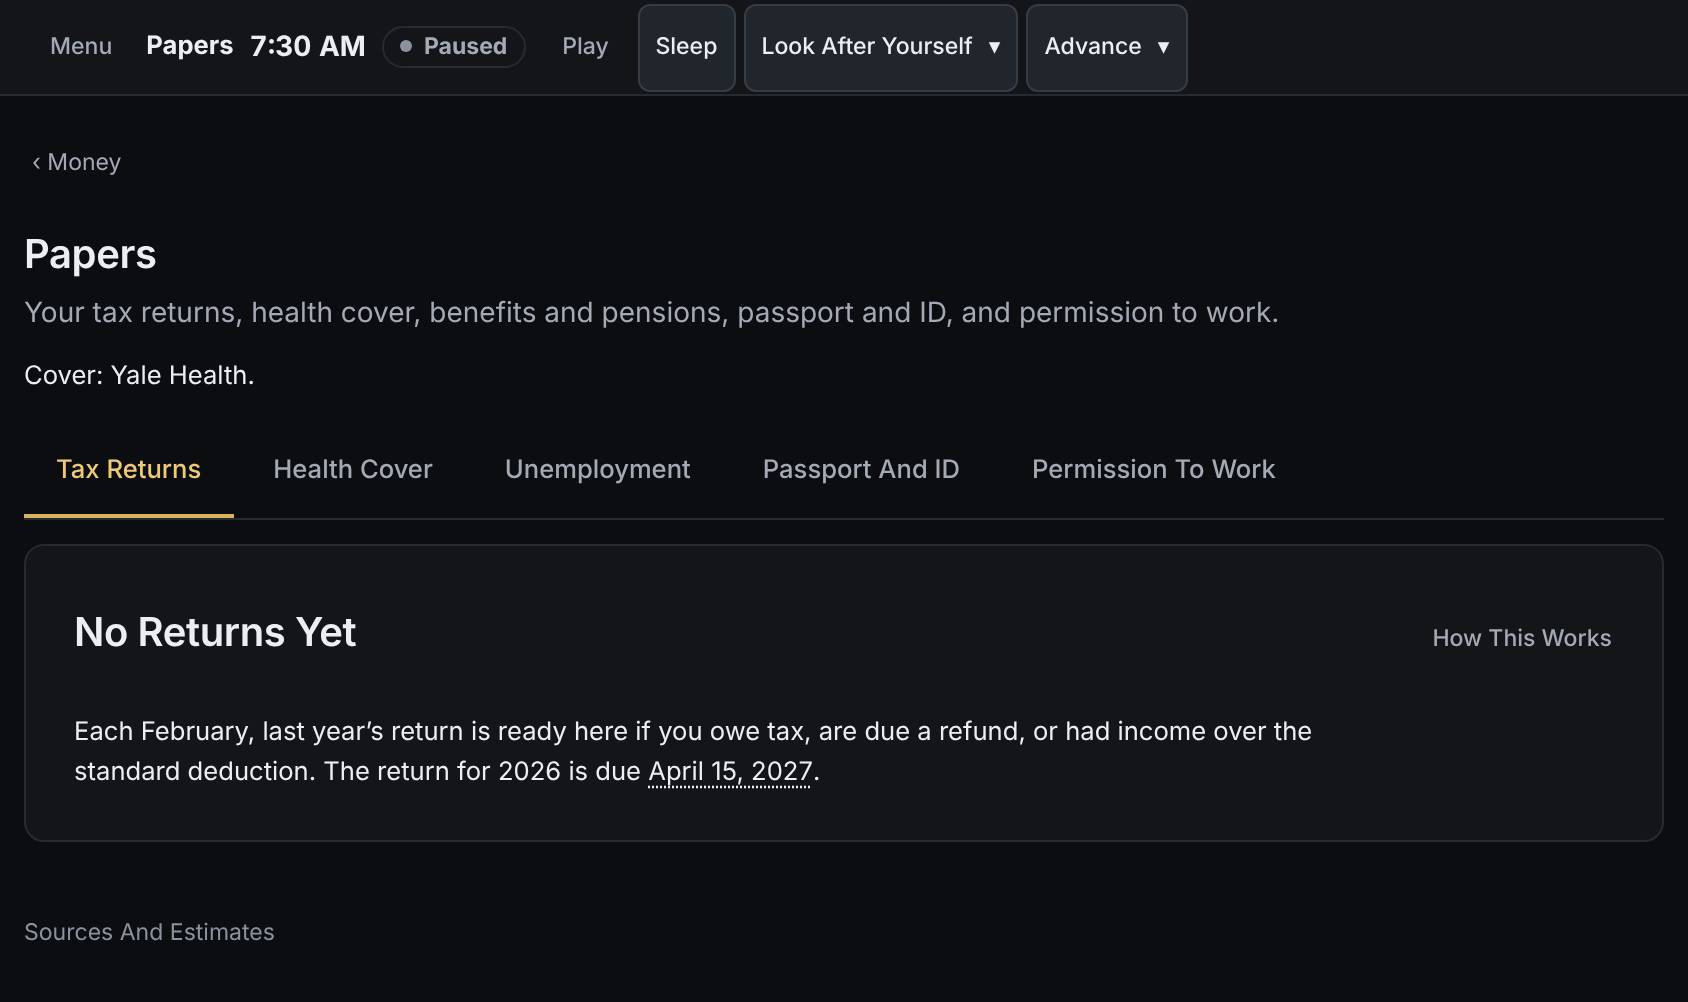 Menu Papers 7:30 AM Paused Play Sleep Look After Yourself ▼ Advance ▼
‹ Money
Papers
Your tax returns, health cover, benefits and pensions, passport and ID, and permission to work.
Cover: Yale Health.
Tax Returns Health Cover Unemployment Passport And ID Permission To Work
No Returns Yet
How This Works
Each February, last year’s return is ready here if you owe tax, are due a refund, or had income over the
standard deduction. The return for 2026 is due April 15, 2027.
Sources And Estimates